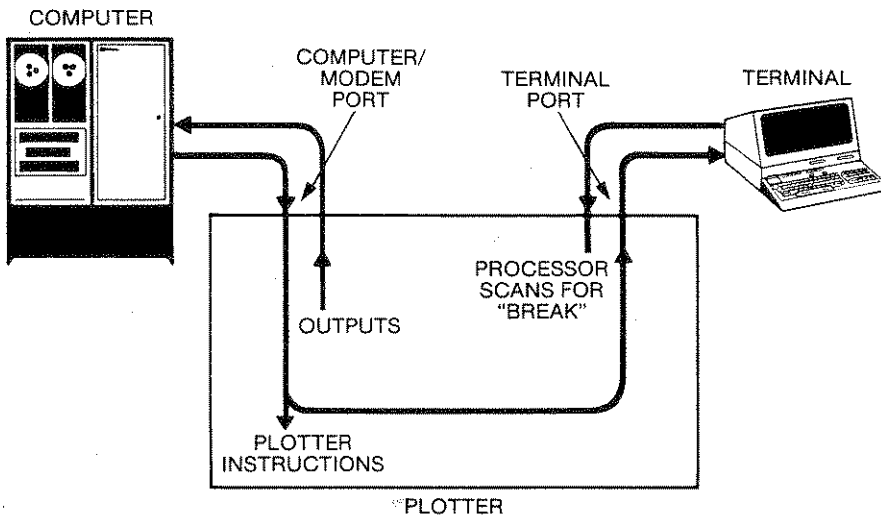 COMPUTER
COMPUTER/
MODEM
PORT
TERMINAL
PORT
TERMINAL
OUTPUTS
PROCESSOR
SCANS FOR
"BREAK"
PLOTTER
INSTRUCTIONS
PLOTTER